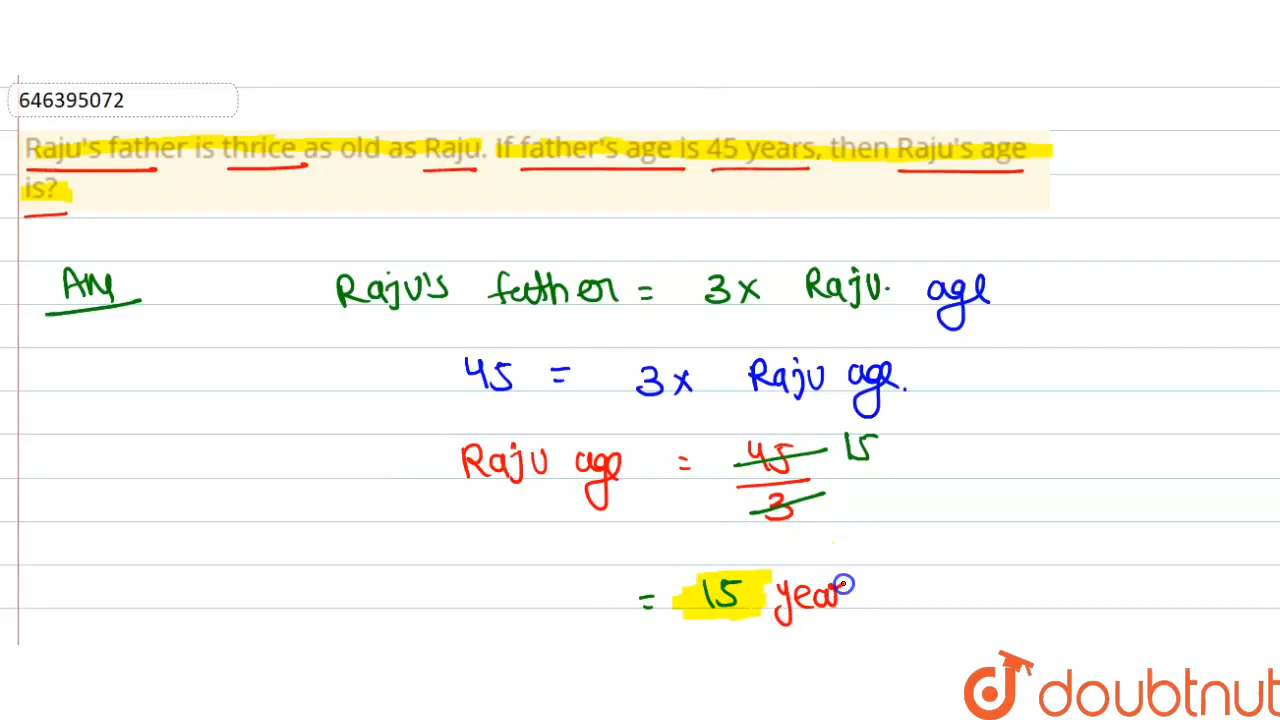 646395072
Raju's father is thrice as old as Raju. If father's age is 45 years, then Raju's age
is?
Ans
Raju's father = 3 x Raju. age
45 = 3 x Raju age.
Raju age = 45 15
3
= 15 year
doubtnut